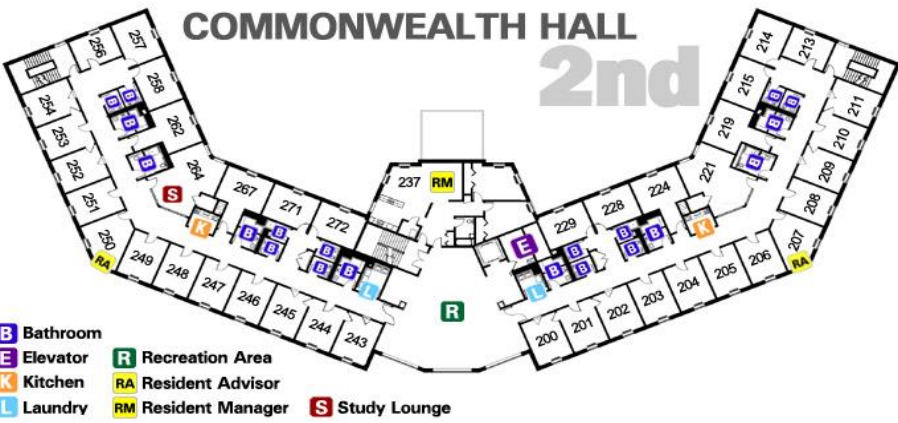 COMMONWEALTH HALL
2nd
256
257
254
258
253
262
252
264
251
S
267
271
272
K
250
RA
249
248
247
246
245
244
243
B
B
B
B
B
B
B
B
B
B
B
L
237
RM
E
R
214
213
215
211
219
210
221
209
208
224
228
229
K
207
RA
206
205
204
203
202
201
200
B
B
B
B
B
B
B
B
B
B
B
L
B Bathroom
E Elevator
R Recreation Area
K Kitchen
RA Resident Advisor
L Laundry
RM Resident Manager
S Study Lounge